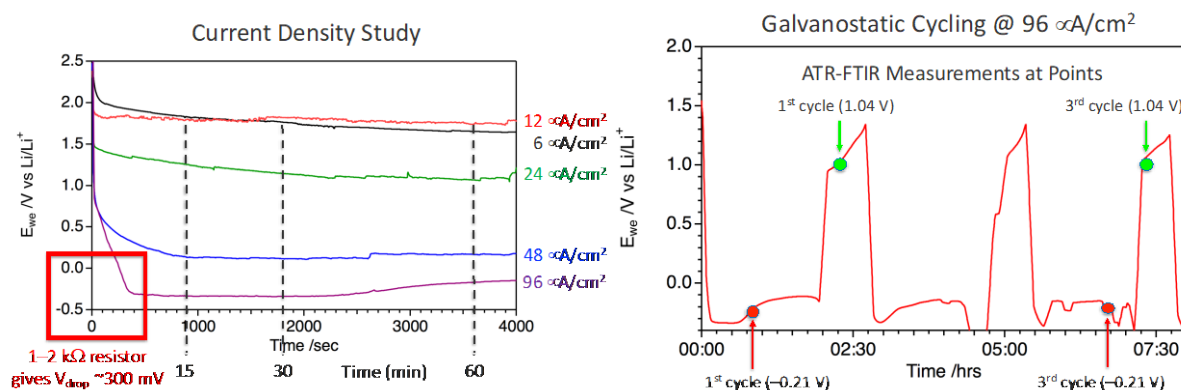 Current Density Study
2.5
2.0
1.5
1.0
0.5
0.0
-0.5
Ewe /V vs Li/Li+
12 ∝A/cm²
6 ∝A/cm²
24 ∝A/cm²
48 ∝A/cm²
96 ∝A/cm²
0
1000
2000
3000
4000
Time /sec
1–2 kΩ resistor
gives Vdrop ~300 mV
15
30
Time (min)
60
Galvanostatic Cycling @ 96 ∝A/cm²
ATR-FTIR Measurements at Points
1st cycle (1.04 V)
3rd cycle (1.04 V)
2.0
1.5
1.0
0.5
0.0
Ewe /V vs Li/Li+
00:00
02:30
05:00
07:30
Time /hrs
1st cycle (–0.21 V)
3rd cycle (–0.21 V)